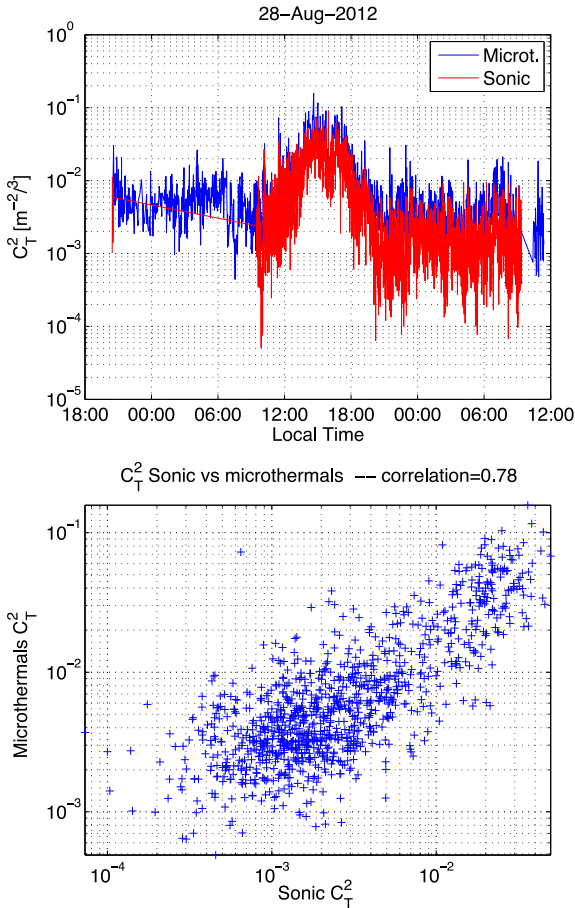 28-Aug-2012
10^0
10^-1
10^-2
10^-3
10^-4
10^-5
C_T^2 [m^-2/3]
Microt.
Sonic
18:00 00:00 06:00 12:00 18:00 00:00 06:00 12:00
Local Time
C_T^2 Sonic vs microthermals −− correlation=0.78
10^-1
10^-2
10^-3
Microthermals C_T^2
10^-4 10^-3 10^-2
Sonic C_T^2